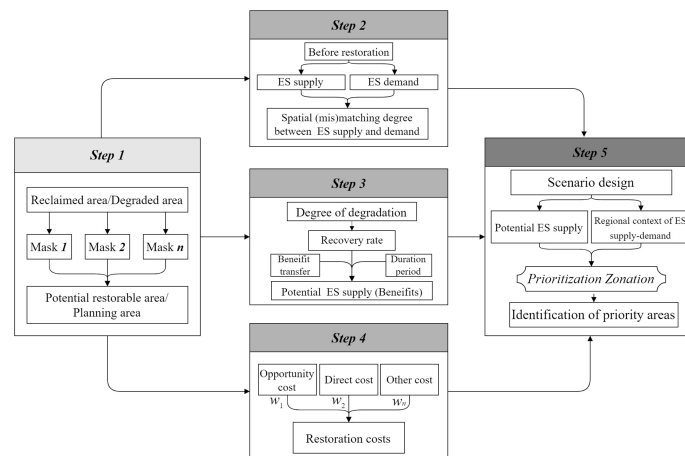 Step 1
Reclaimed area/Degraded area
Mask 1
Mask 2
Mask n
Potential restorable area/
Planning area
Step 2
Before restoration
ES supply
ES demand
Spatial (mis)matching degree
between ES supply and demand
Step 3
Degree of degradation
Recovery rate
Beneifit
transfer
Duration
period
Potential ES supply (Beneifits)
Step 4
Opportunity
cost
Direct cost
Other cost
w1
w2
wn
Restoration costs
Step 5
Scenario design
Potential ES supply
Regional context of ES
supply-demand
Prioritization Zonation
Identification of priority areas